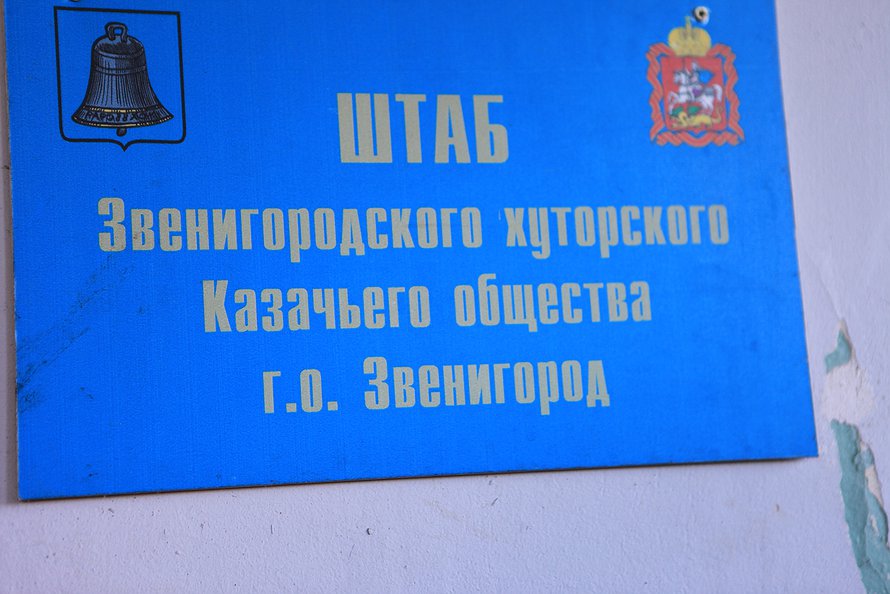 ШТАБ
Звенигородского хуторского
Казачьего общества
г.о. Звенигород